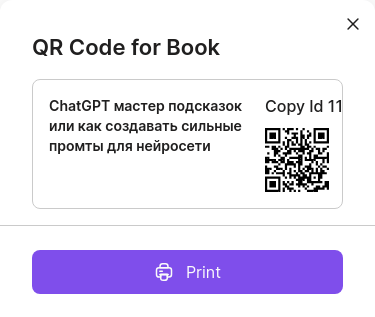 QR Code for Book
ChatGPT мастер подсказок
или как создавать сильные
промты для нейросети
Copy Id 11
Print